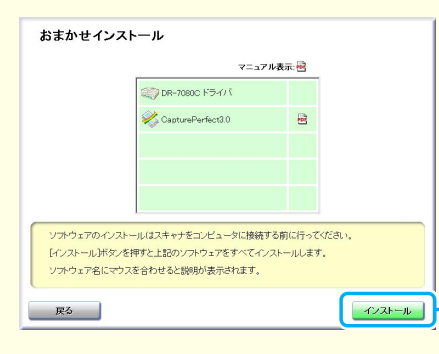 おまかせインストール
マニュアル表示: PDF
DR-7080C ドライバ
CapturePerfect3.0 PDF
ソフトウェアのインストールはスキャナをコンピュータに接続する前に行ってください。
[インストール]ボタンを押すと上記のソフトウェアをすべてインストールします。
ソフトウェア名にマウスを合わせると説明が表示されます。
戻る
インストール